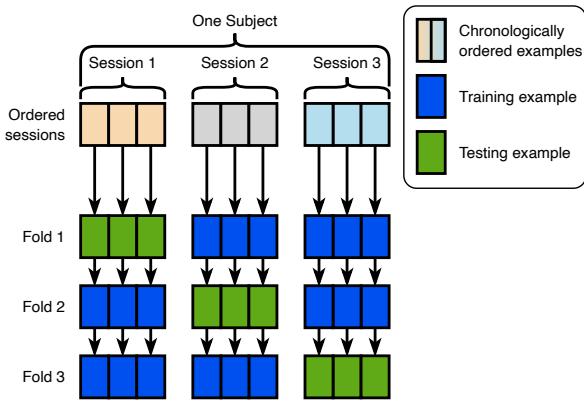 One Subject
Session 1
Session 2
Session 3
Ordered
sessions
Fold 1
Fold 2
Fold 3
Chronologically
ordered examples
Training example
Testing example